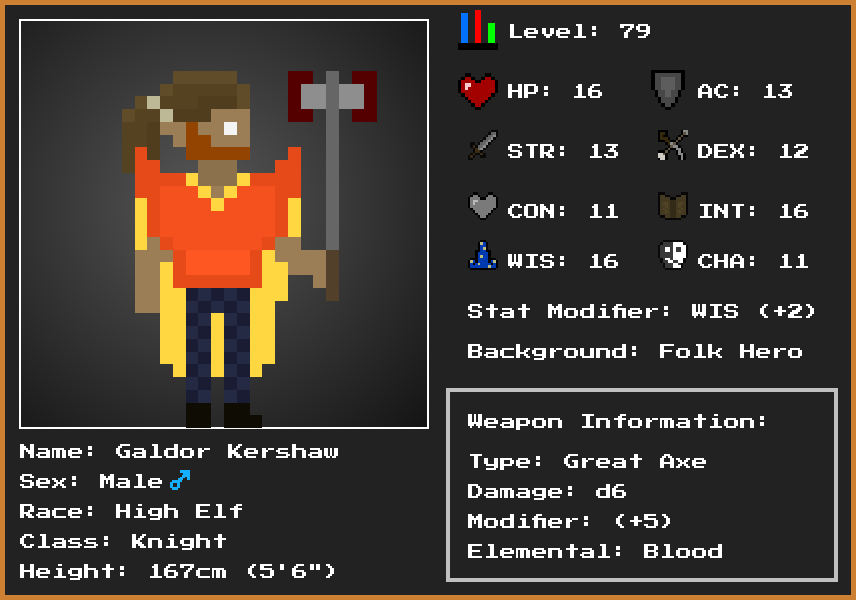 Level: 79
HP: 16 AC: 13
STR: 13 DEX: 12
CON: 11 INT: 16
WIS: 16 CHA: 11
Stat Modifier: WIS (+2)
Background: Folk Hero
Weapon Information:
Type: Great Axe
Damage: d6
Modifier: (+5)
Elemental: Blood
Name: Galdor Kershaw
Sex: Male♂
Race: High Elf
Class: Knight
Height: 167cm (5'6")